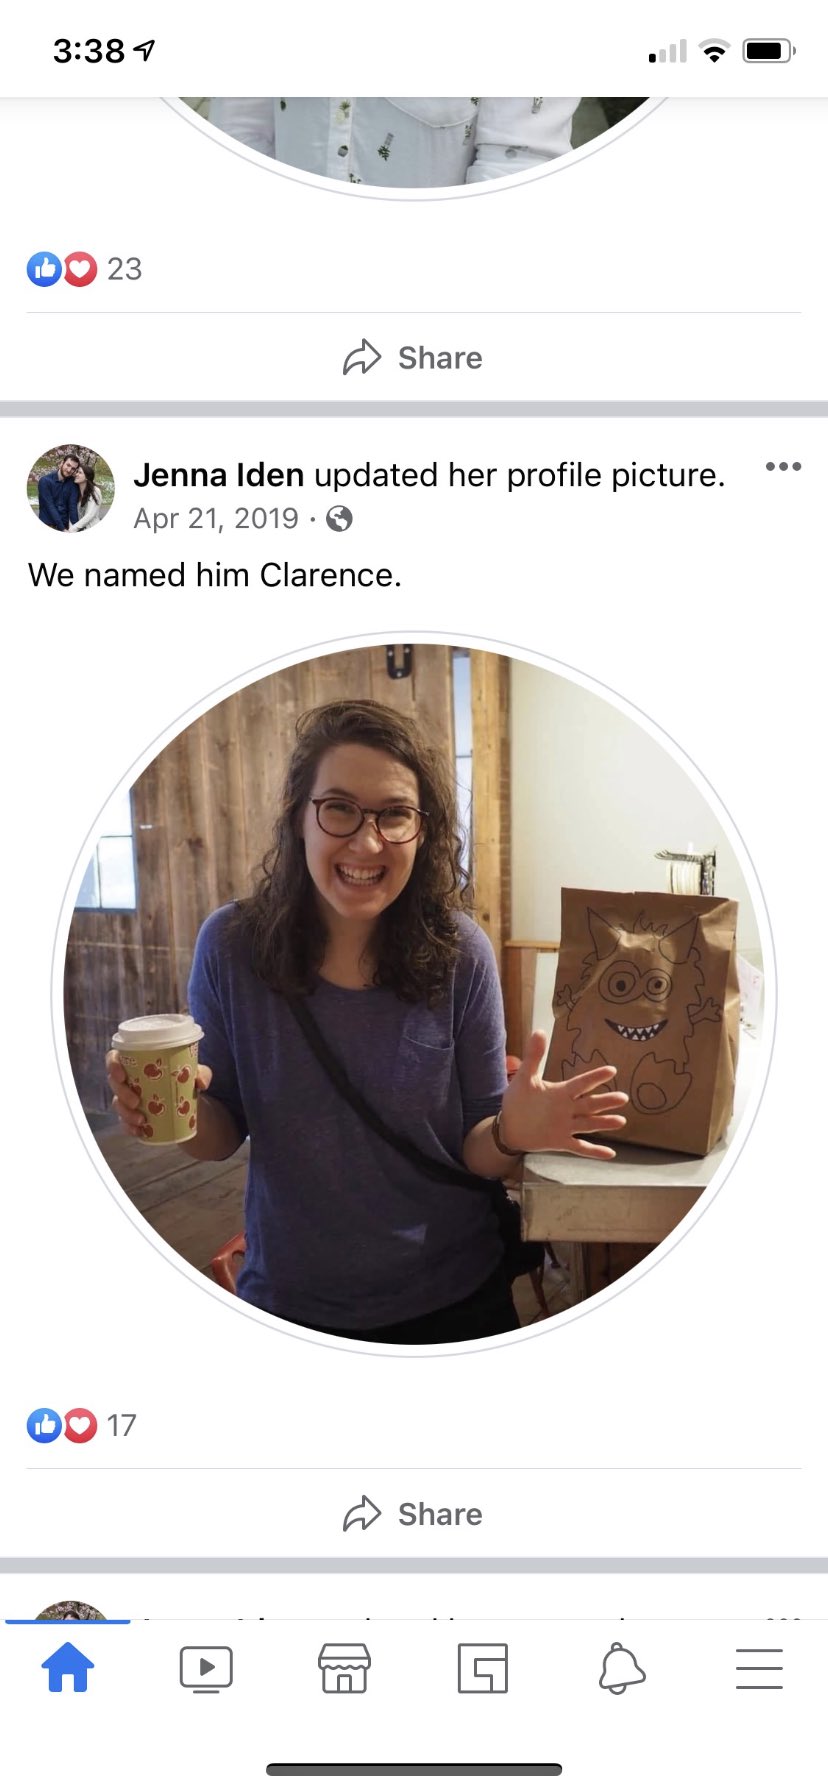 3:38
23
Share
Jenna Iden updated her profile picture.
Apr 21, 2019 ·
We named him Clarence.
17
Share